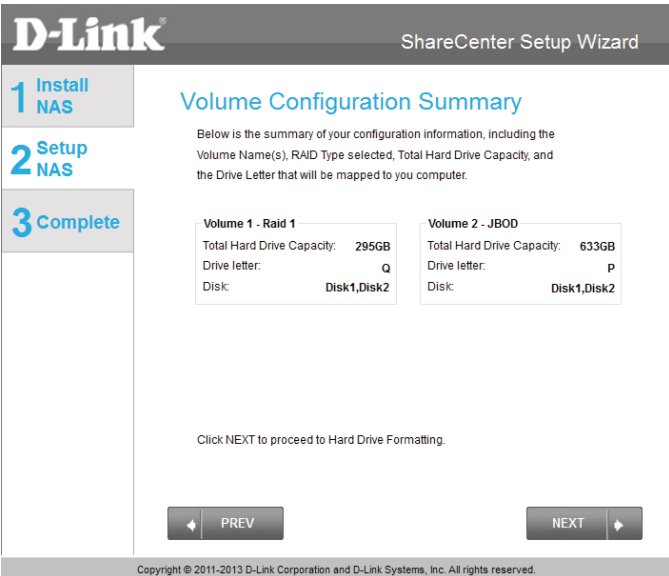 D-Link®
ShareCenter Setup Wizard
1 Install
NAS
2 Setup
NAS
3 Complete
Volume Configuration Summary
Below is the summary of your configuration information, including the
Volume Name(s), RAID Type selected, Total Hard Drive Capacity, and
the Drive Letter that will be mapped to you computer.
Volume 1 - Raid 1
Total Hard Drive Capacity: 295GB
Drive letter: Q
Disk: Disk1,Disk2
Volume 2 - JBOD
Total Hard Drive Capacity: 633GB
Drive letter: P
Disk: Disk1,Disk2
Click NEXT to proceed to Hard Drive Formatting.
PREV
NEXT
Copyright © 2011-2013 D-Link Corporation and D-Link Systems, Inc. All rights reserved.